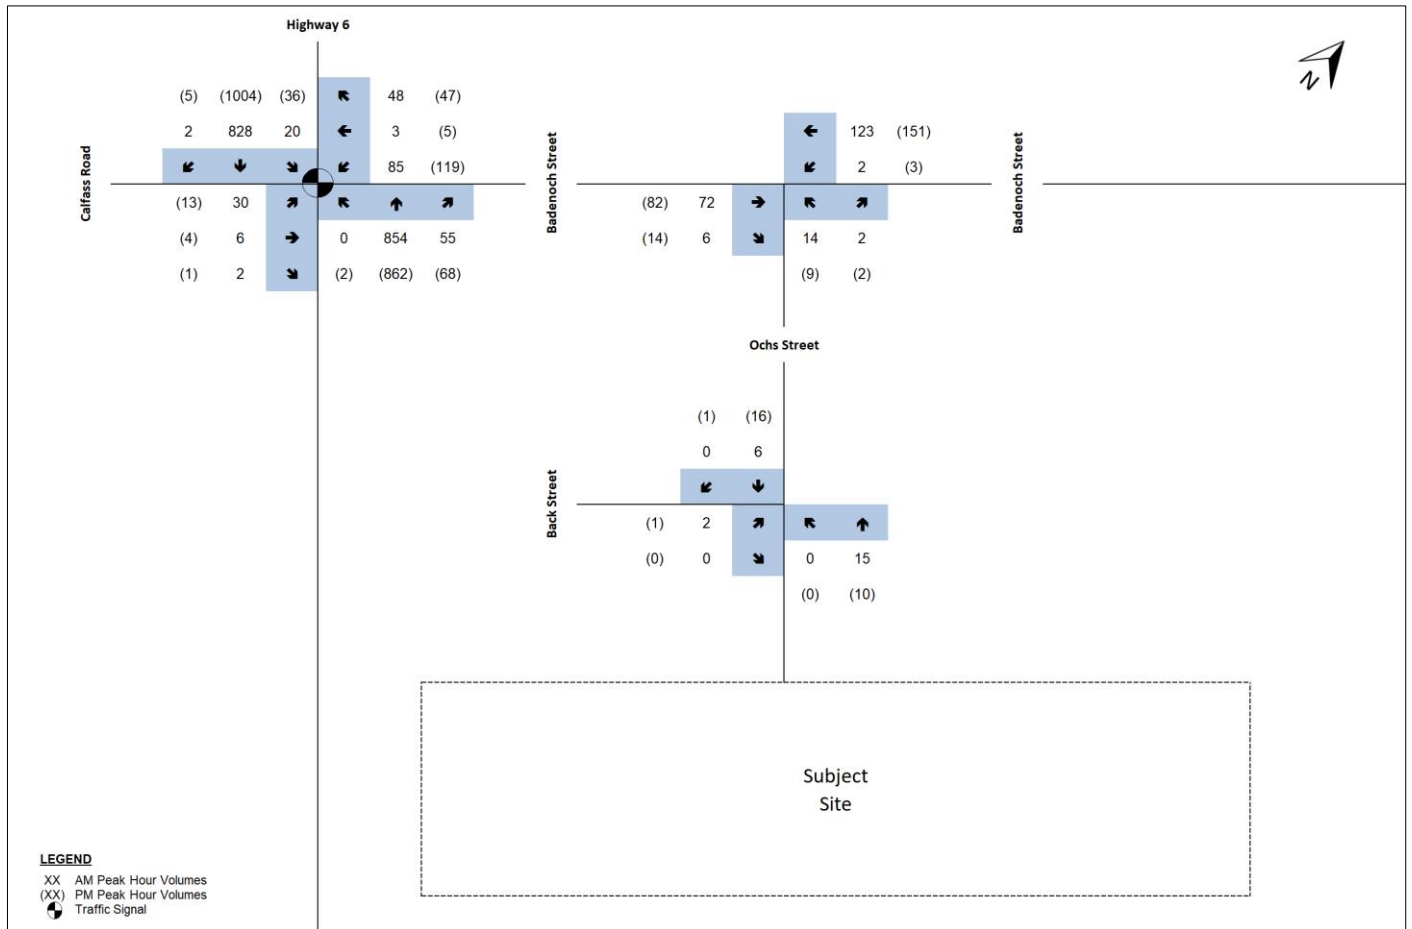 Highway 6
(5) (1004) (36) 48 (47)
2 828 20 3 (5)
85 (119)
Calfass Road
(13) 30
(4) 6 0 854 55
(1) 2 (2) (862) (68)
Badenoch Street
123 (151)
2 (3)
(82) 72
(14) 6 14 2
(9) (2)
Badenoch Street
N
Ochs Street
(1) (16)
0 6
Back Street
(1) 2
(0) 0 0 15
(0) (10)
Subject
Site
LEGEND
XX AM Peak Hour Volumes
(XX) PM Peak Hour Volumes
Traffic Signal